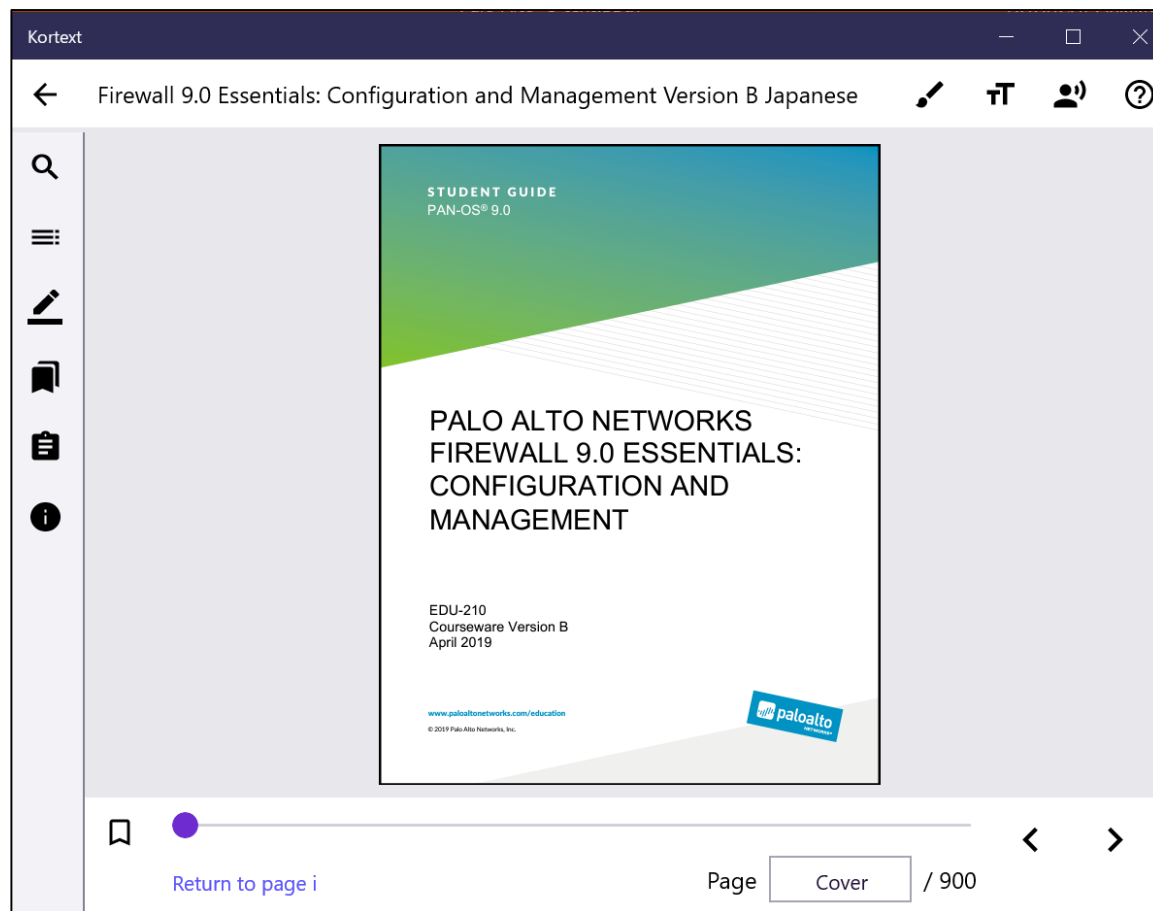 Kortext
Firewall 9.0 Essentials: Configuration and Management Version B Japanese
STUDENT GUIDE
PAN-OS® 9.0
PALO ALTO NETWORKS
FIREWALL 9.0 ESSENTIALS:
CONFIGURATION AND
MANAGEMENT
EDU-210
Courseware Version B
April 2019
www.paloaltonetworks.com/education
© 2019 Palo Alto Networks, Inc.
paloalto
NETWORKS®
Return to page i
Page Cover / 900